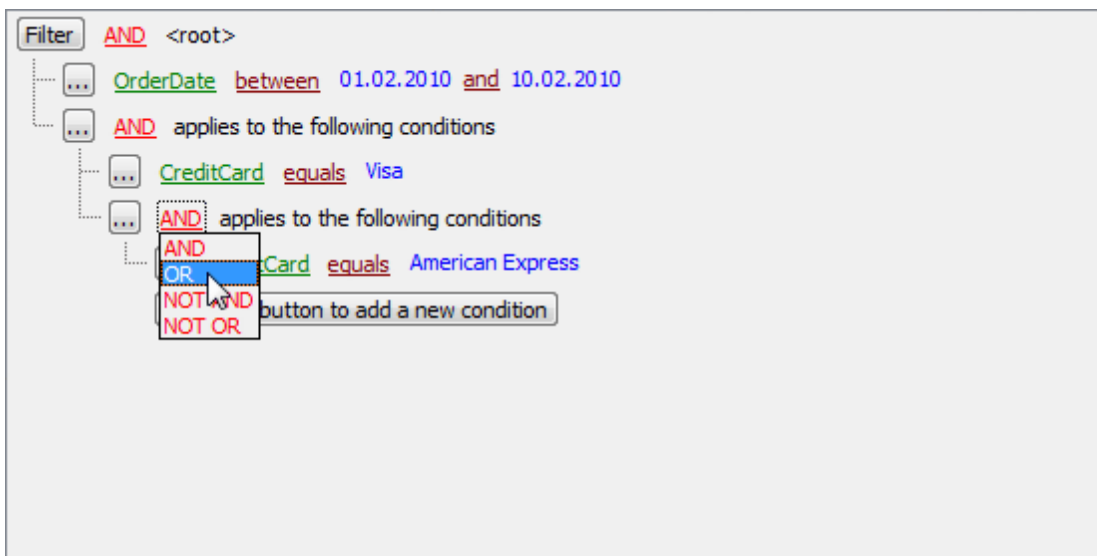 Filter AND <root>
... OrderDate between 01.02.2010 and 10.02.2010
... AND applies to the following conditions
... CreditCard equals Visa
... AND applies to the following conditions
AND
OR
Card equals American Express
NOT AND
button to add a new condition
NOT OR